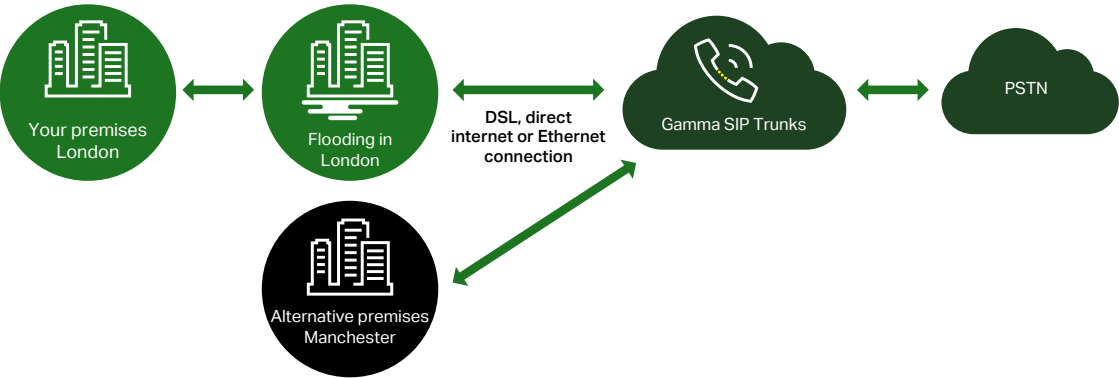 Your premises
London
Flooding in
London
DSL, direct
internet or Ethernet
connection
Gamma SIP Trunks
PSTN
Alternative premises
Manchester